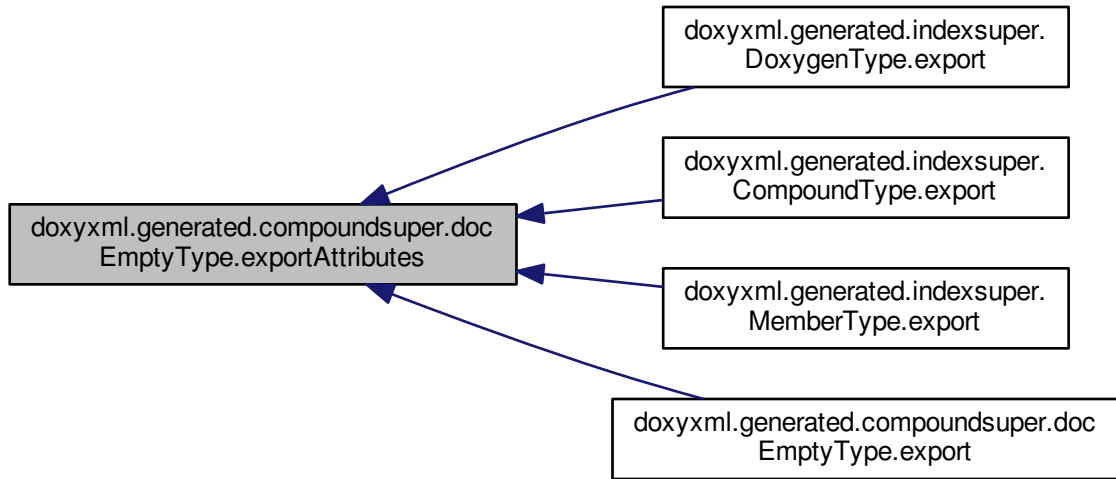 doxyxml.generated.indexsuper.
DoxygenType.export
doxyxml.generated.indexsuper.
CompoundType.export
doxyxml.generated.compoundsuper.doc
EmptyType.exportAttributes
doxyxml.generated.indexsuper.
MemberType.export
doxyxml.generated.compoundsuper.doc
EmptyType.export